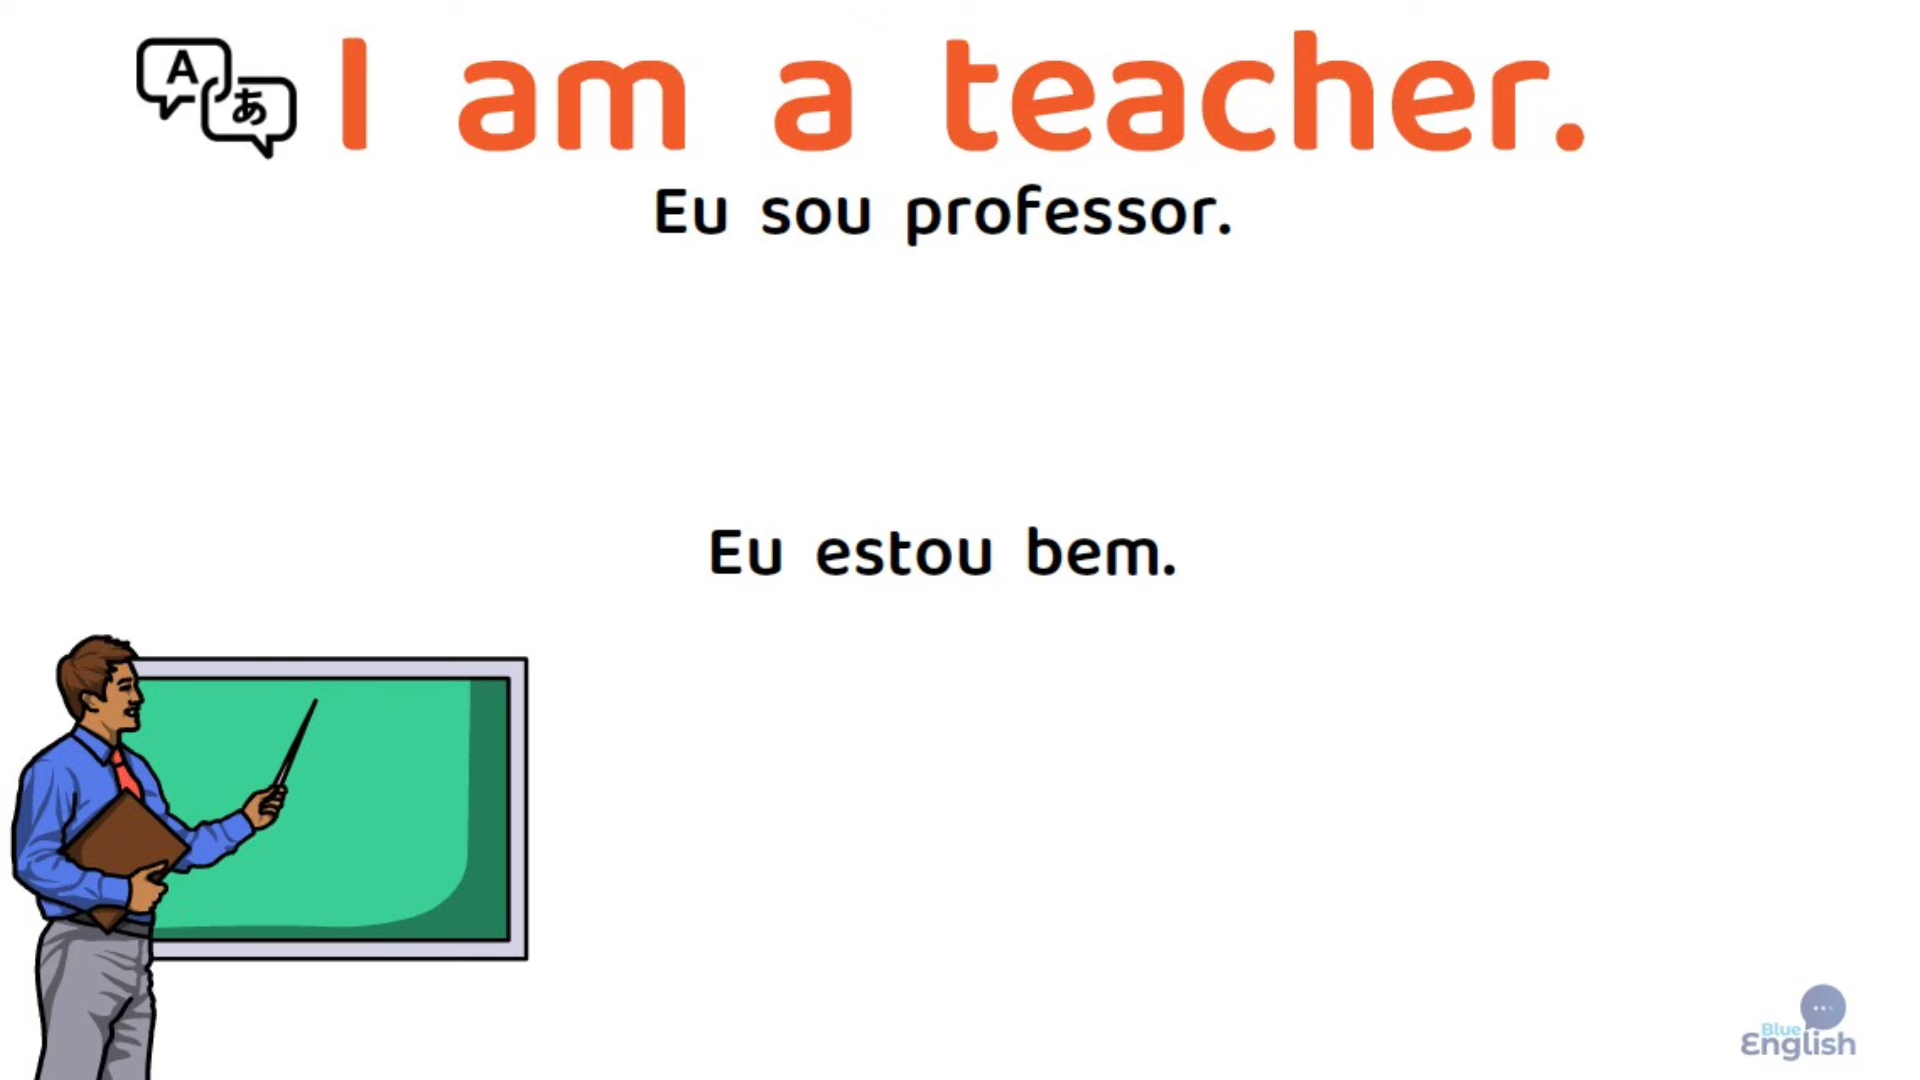 A あ
I am a teacher.
Eu sou professor.
Eu estou bem.
Blue
English